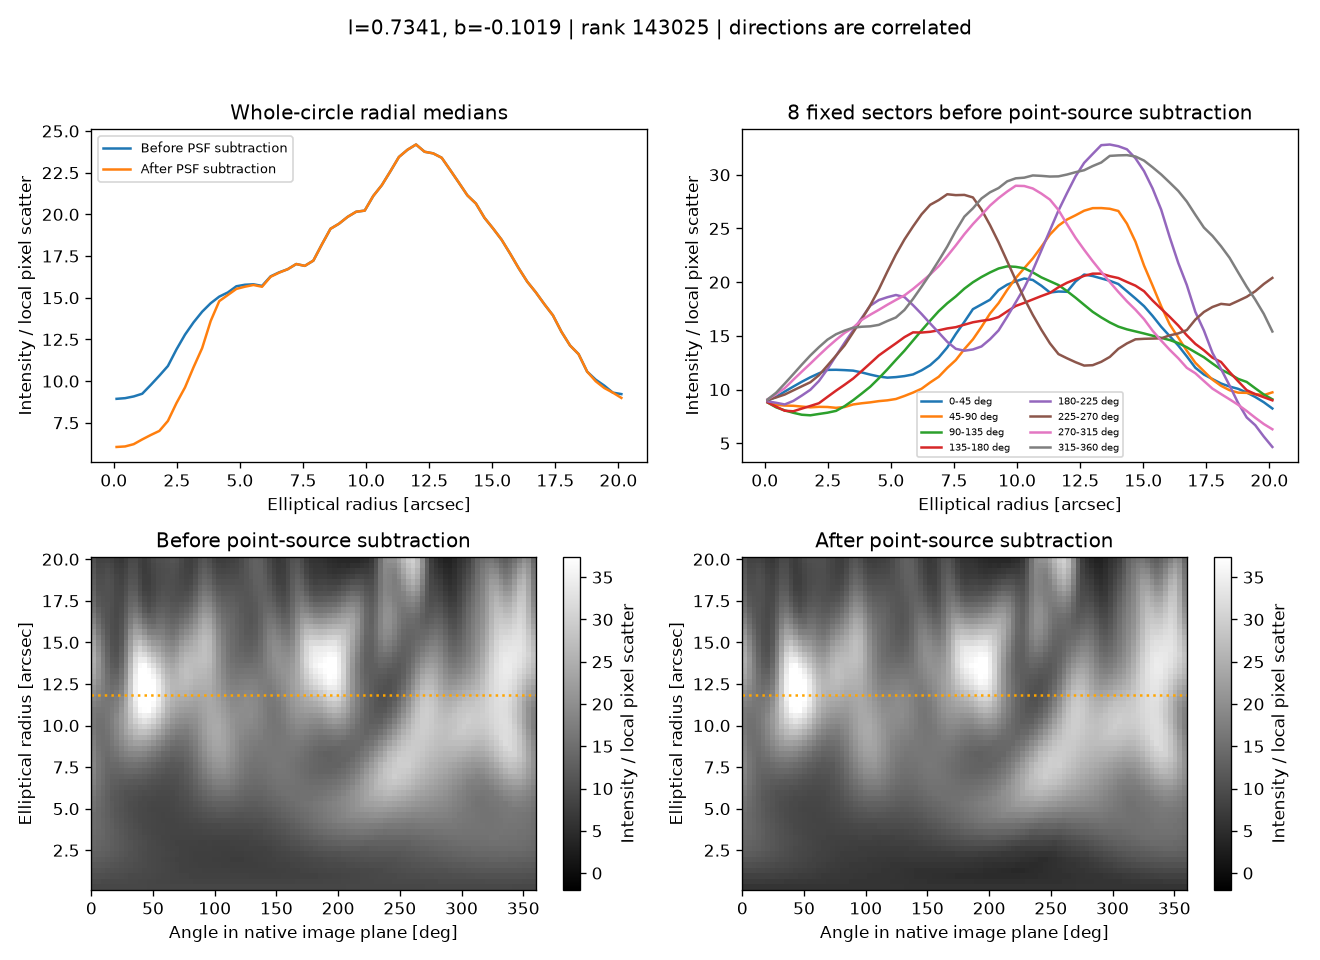 l=0.7341, b=-0.1019 | rank 143025 | directions are correlated
Whole-circle radial medians
Intensity / local pixel scatter
25.0
22.5
20.0
17.5
15.0
12.5
10.0
7.5
Before PSF subtraction
After PSF subtraction
0.0 2.5 5.0 7.5 10.0 12.5 15.0 17.5 20.0
Elliptical radius [arcsec]
8 fixed sectors before point-source subtraction
Intensity / local pixel scatter
30
25
20
15
10
5
0-45 deg
45-90 deg
90-135 deg
135-180 deg
180-225 deg
225-270 deg
270-315 deg
315-360 deg
0.0 2.5 5.0 7.5 10.0 12.5 15.0 17.5 20.0
Elliptical radius [arcsec]
Before point-source subtraction
Elliptical radius [arcsec]
20.0
17.5
15.0
12.5
10.0
7.5
5.0
2.5
0 50 100 150 200 250 300 350
Angle in native image plane [deg]
35
30
25
20
15
10
5
0
Intensity / local pixel scatter
After point-source subtraction
Elliptical radius [arcsec]
20.0
17.5
15.0
12.5
10.0
7.5
5.0
2.5
0 50 100 150 200 250 300 350
Angle in native image plane [deg]
35
30
25
20
15
10
5
0
Intensity / local pixel scatter